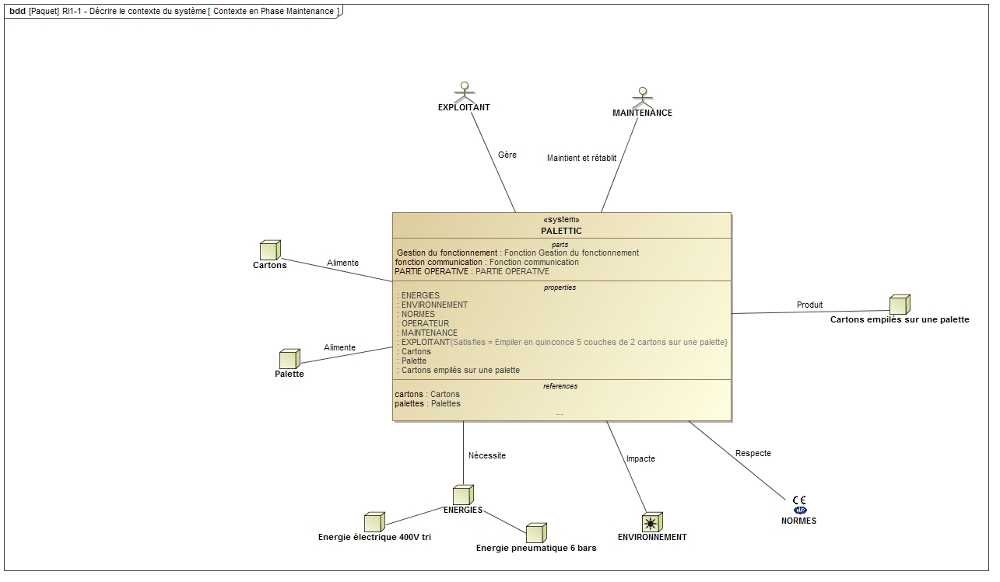 bdd [Paquet] RI1-1 - Décrire le contexte du système [ Contexte en Phase Maintenance ]
EXPLOITANT
MAINTENANCE
Gère
Maintient et rétablit
«system»
PALETTIC
parts
Gestion du fonctionnement : Fonction Gestion du fonctionnement
fonction communication : Fonction communication
PARTIE OPERATIVE : PARTIE OPERATIVE
properties
: ENERGIES
: ENVIRONNEMENT
: NORMES
: OPERATEUR
: MAINTENANCE
: EXPLOITANT{Satisfies = Empiler en quinconce 5 couches de 2 cartons sur une palette}
: Cartons
: Palette
: Cartons empilés sur une palette
references
cartons : Cartons
palettes : Palettes
...
Cartons
Alimente
Palette
Alimente
Produit
Cartons empilés sur une palette
Nécessite
ENERGIES
Energie électrique 400V tri
Energie pneumatique 6 bars
Impacte
ENVIRONNEMENT
Respecte
CE
NF
NORMES